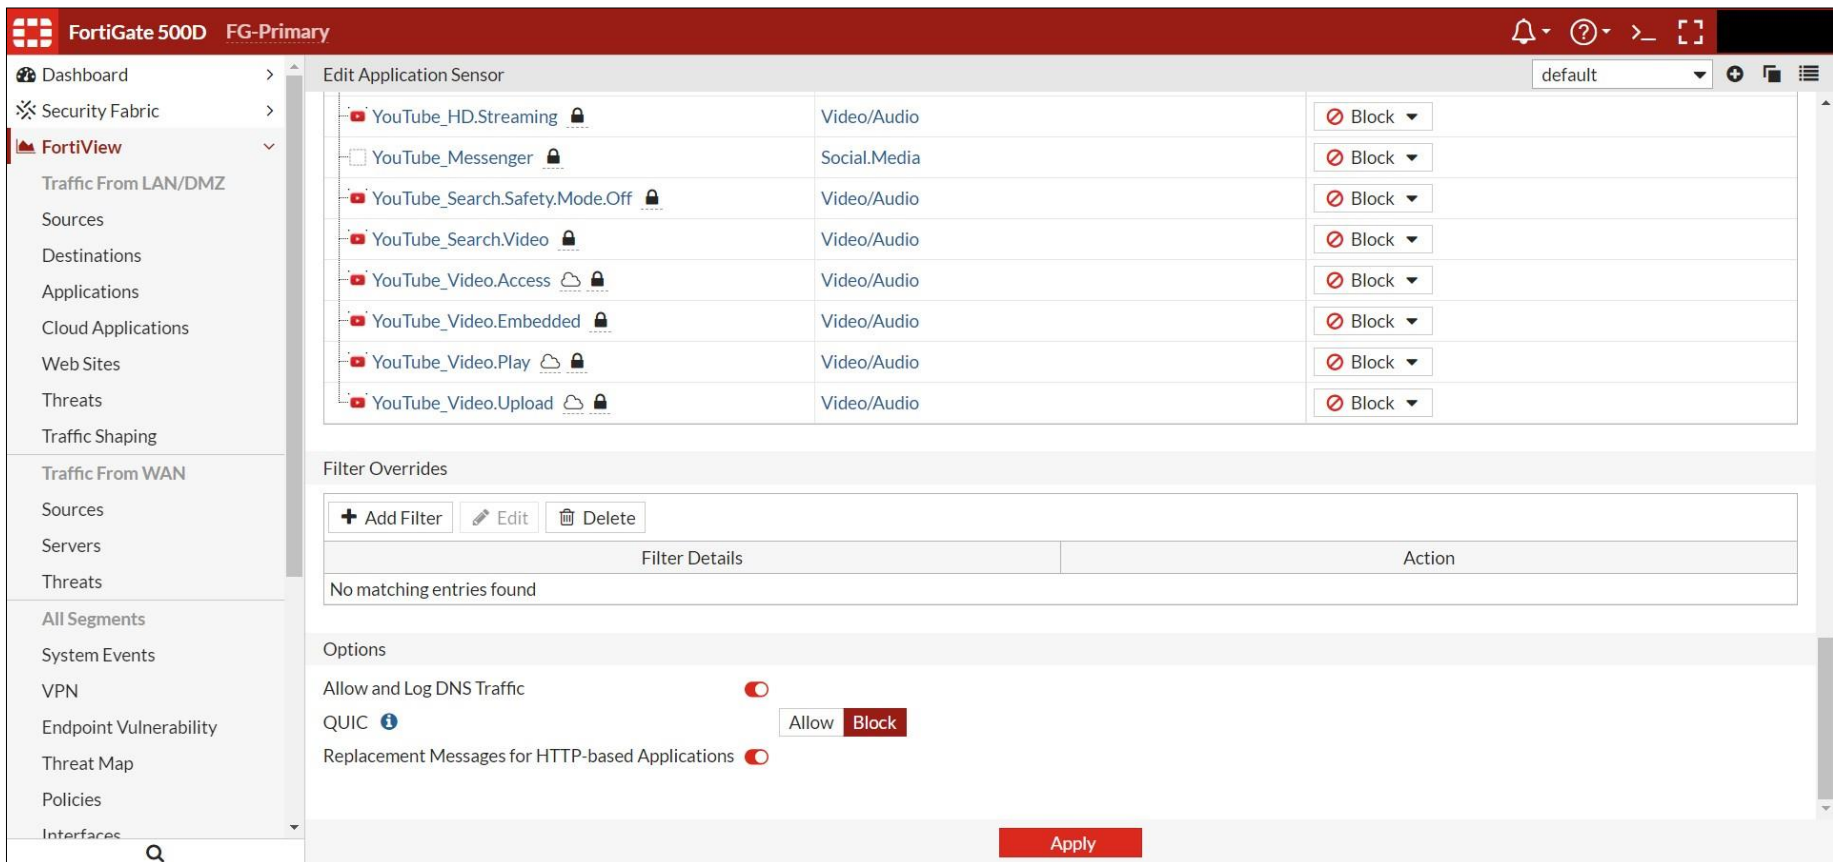 FortiGate 500D FG-Primary
Dashboard
Security Fabric
FortiView
Traffic From LAN/DMZ
Sources
Destinations
Applications
Cloud Applications
Web Sites
Threats
Traffic Shaping
Traffic From WAN
Sources
Servers
Threats
All Segments
System Events
VPN
Endpoint Vulnerability
Threat Map
Policies
Interfaces
Edit Application Sensor default
YouTube_HD.Streaming Video/Audio Block
YouTube_Messenger Social.Media Block
YouTube_Search.Safety.Mode.Off Video/Audio Block
YouTube_Search.Video Video/Audio Block
YouTube_Video.Access Video/Audio Block
YouTube_Video.Embedded Video/Audio Block
YouTube_Video.Play Video/Audio Block
YouTube_Video.Upload Video/Audio Block
Filter Overrides
Add Filter Edit Delete
Filter Details Action
No matching entries found
Options
Allow and Log DNS Traffic
QUIC Allow Block
Replacement Messages for HTTP-based Applications
Apply